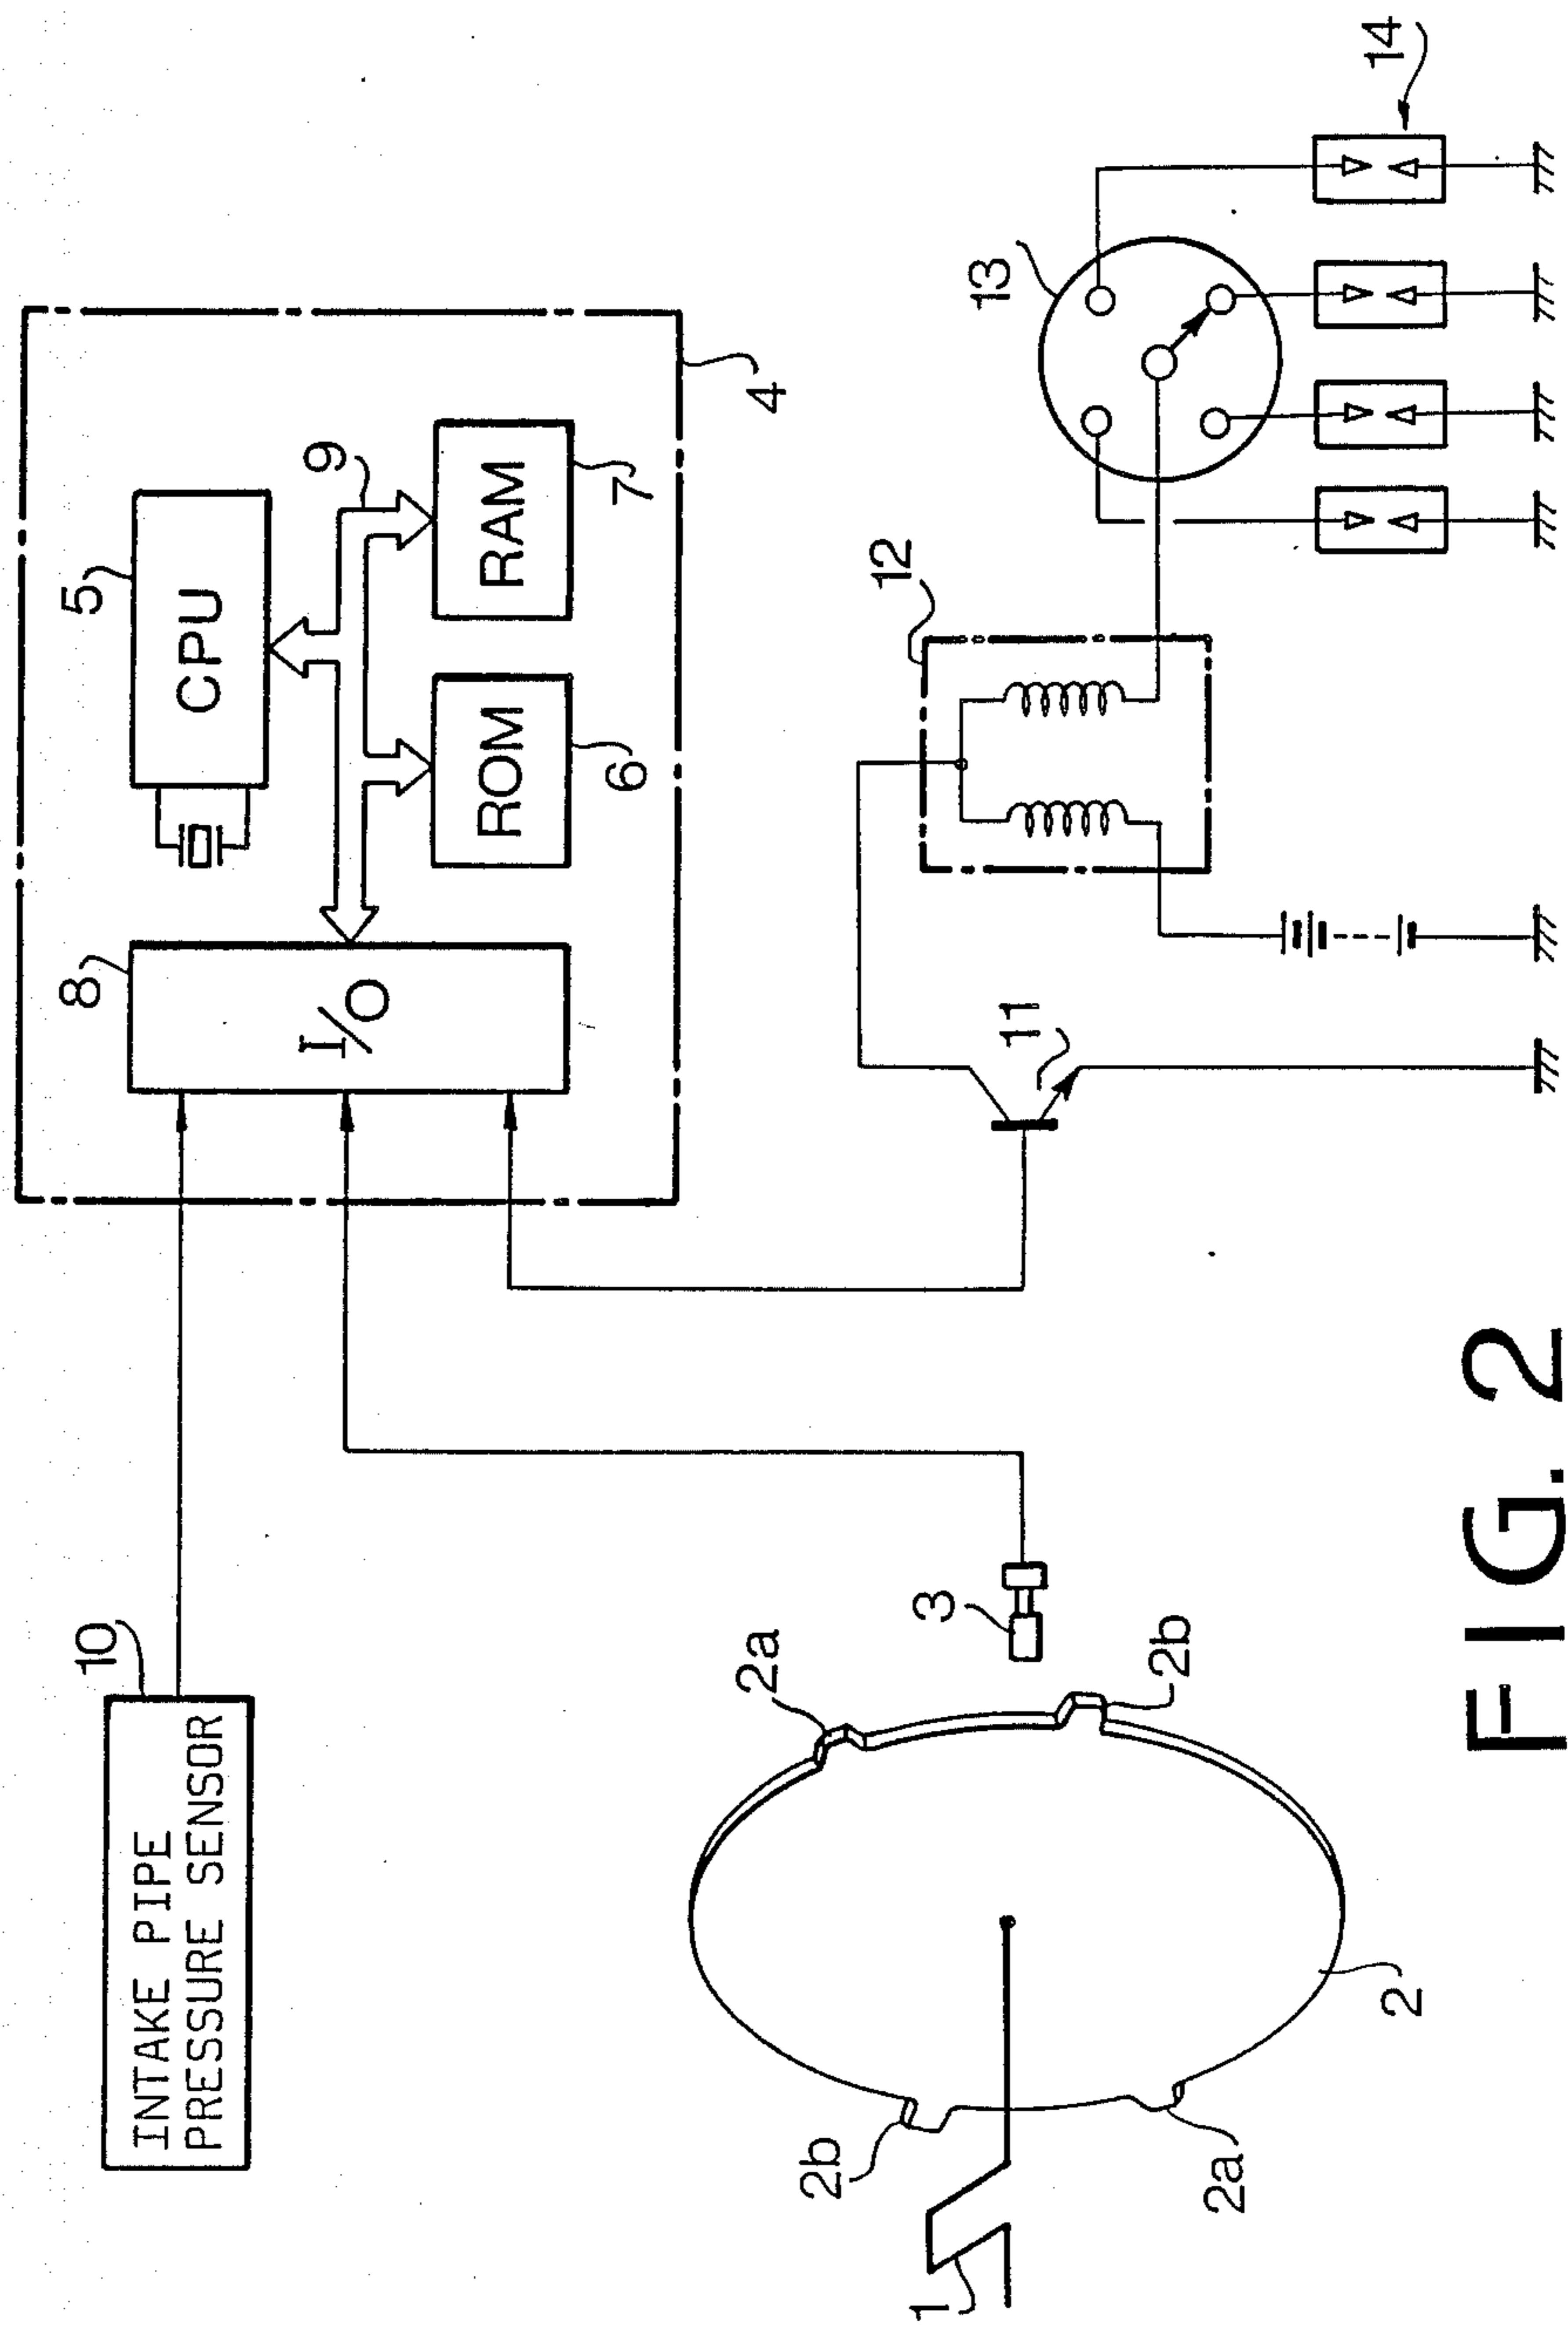 INTAKE PIPE
PRESSURE SENSOR
10
8
I/O
5
CPU
9
ROM
6
RAM
7
4
1
2b
2a
2a
2b
2
3
11
12
13
14
FIG. 2